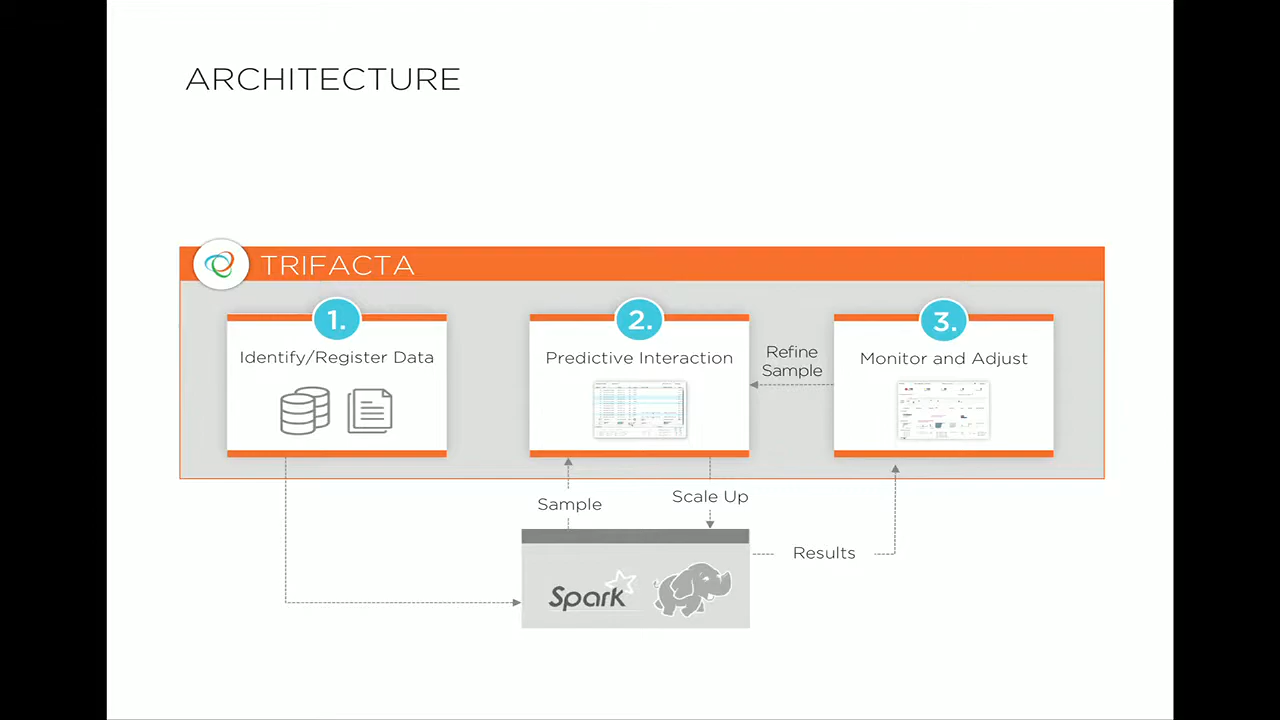 ARCHITECTURE
TRIFACTA
1.
Identify/Register Data
2.
Predictive Interaction
Refine
Sample
3.
Monitor and Adjust
Sample
Scale Up
Results
Spark